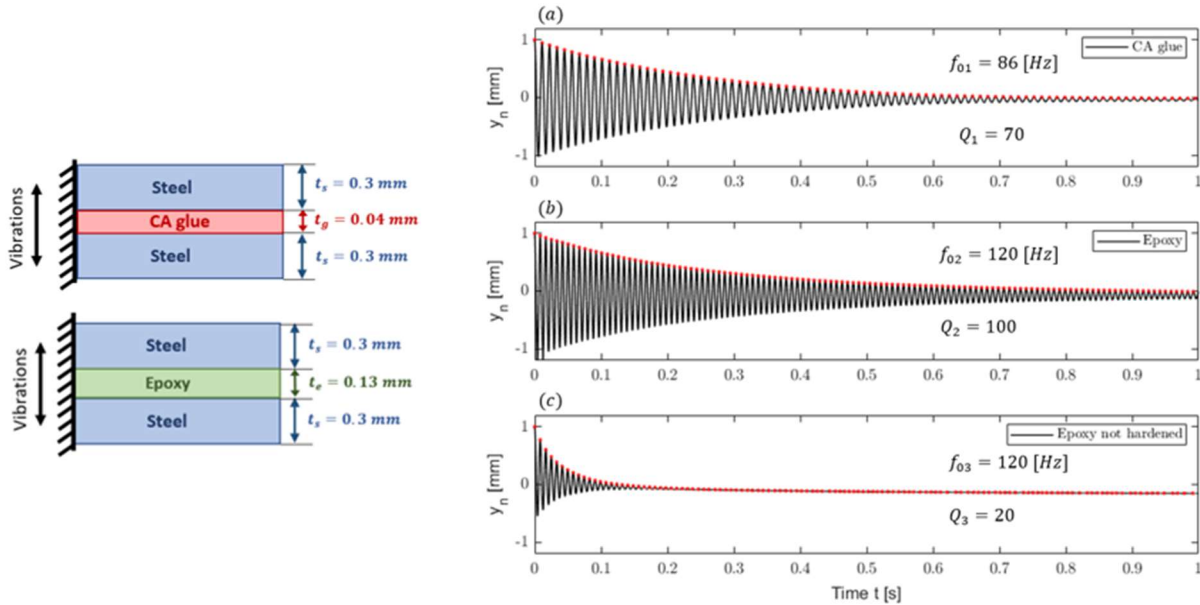 Vibrations
Steel
CA glue
Steel
t_s = 0.3 mm
t_g = 0.04 mm
t_s = 0.3 mm
Vibrations
Steel
Epoxy
Steel
t_s = 0.3 mm
t_e = 0.13 mm
t_s = 0.3 mm
(a)
y_n [mm]
1
0
-1
CA glue
f_01 = 86 [Hz]
Q_1 = 70
0 0.1 0.2 0.3 0.4 0.5 0.6 0.7 0.8 0.9 1
(b)
y_n [mm]
1
0
-1
Epoxy
f_02 = 120 [Hz]
Q_2 = 100
0 0.1 0.2 0.3 0.4 0.5 0.6 0.7 0.8 0.9 1
(c)
y_n [mm]
1
0
-1
Epoxy not hardened
f_03 = 120 [Hz]
Q_3 = 20
0 0.1 0.2 0.3 0.4 0.5 0.6 0.7 0.8 0.9 1
Time t [s]